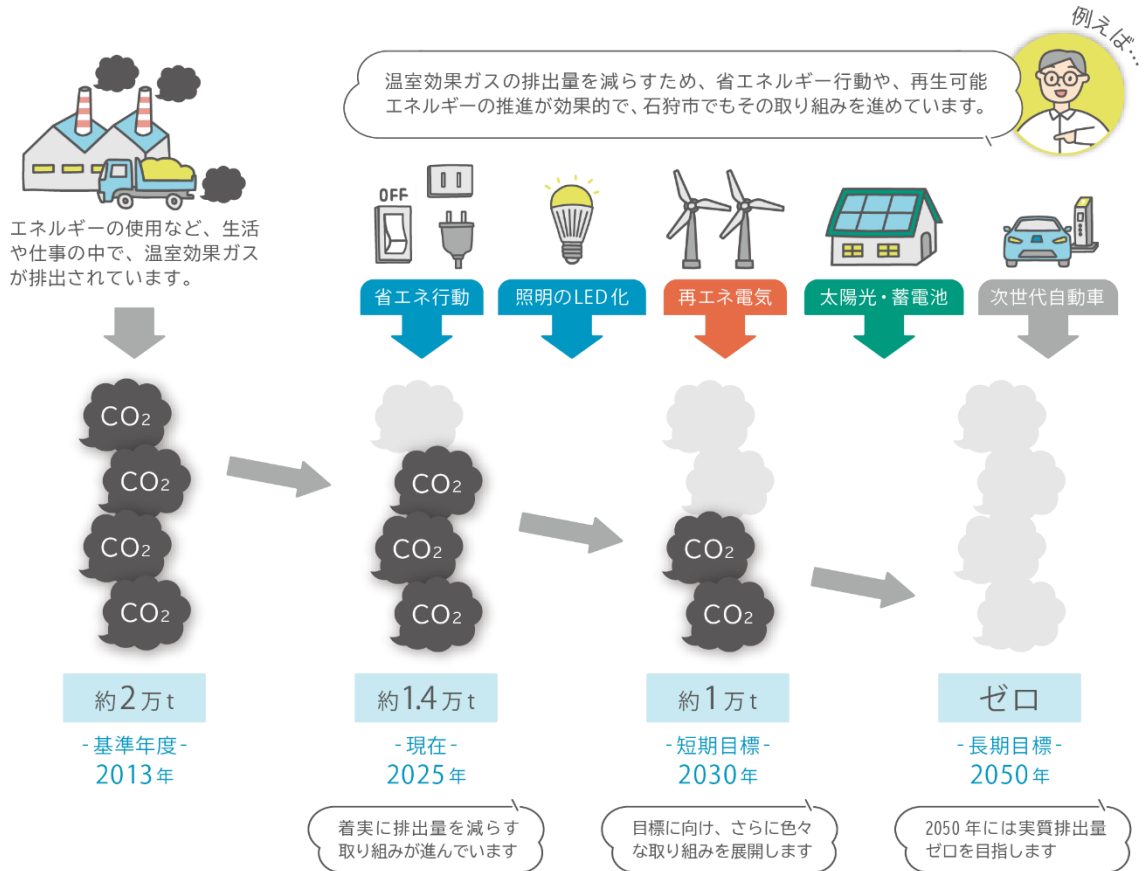 例えば…
温室効果ガスの排出量を減らすため、省エネルギー行動や、再生可能
エネルギーの推進が効果的で、石狩市でもその取り組みを進めています。
エネルギーの使用など、生活
や仕事の中で、温室効果ガス
が排出されています。
OFF
省エネ行動
照明のLED化
再エネ電気
太陽光・蓄電池
次世代自動車
CO2
CO2
CO2
CO2
CO2
CO2
CO2
CO2
CO2
約2万t
-基準年度-
2013年
約1.4万t
-現在-
2025年
着実に排出量を減らす
取り組みが進んでいます
約1万t
-短期目標-
2030年
目標に向け、さらに色々
な取り組みを展開します
ゼロ
-長期目標-
2050年
2050年には実質排出量
ゼロを目指します